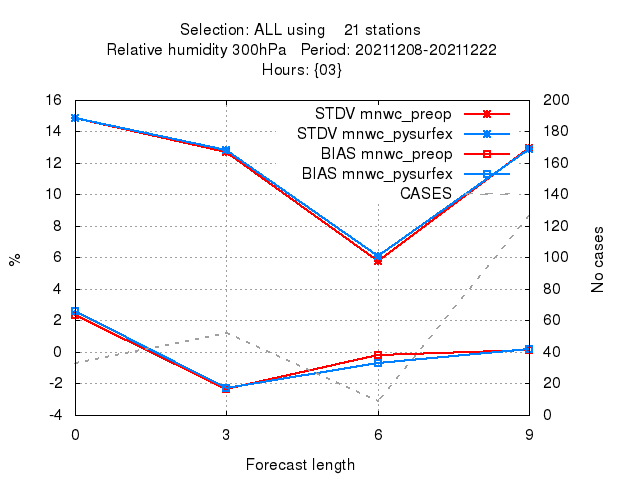 Selection: ALL using    21 stations
Relative humidity 300hPa   Period: 20211208-20211222
Hours: {03}
STDV mnwc_preop
STDV mnwc_pysurfex
BIAS mnwc_preop
BIAS mnwc_pysurfex
CASES
%
16
14
12
10
8
6
4
2
0
-2
-4
200
180
160
140
120
100
80
60
40
20
0
No cases
0 3 6 9
Forecast length